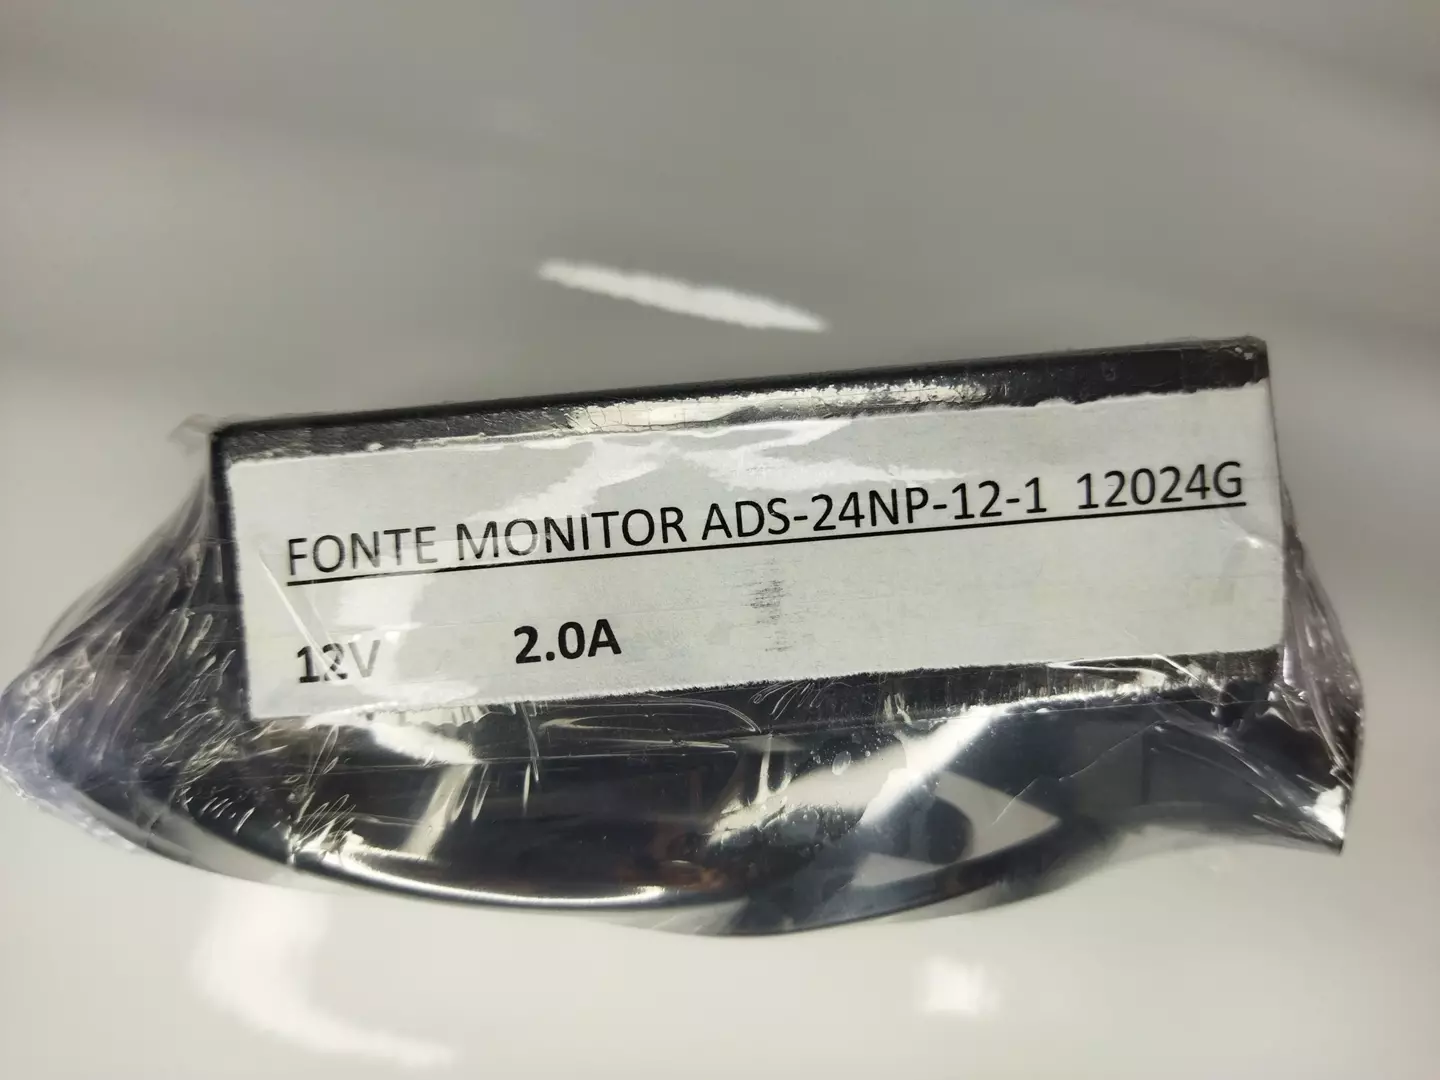 FONTE MONITOR ADS-24NP-12-1 12024G
12V 2.0A